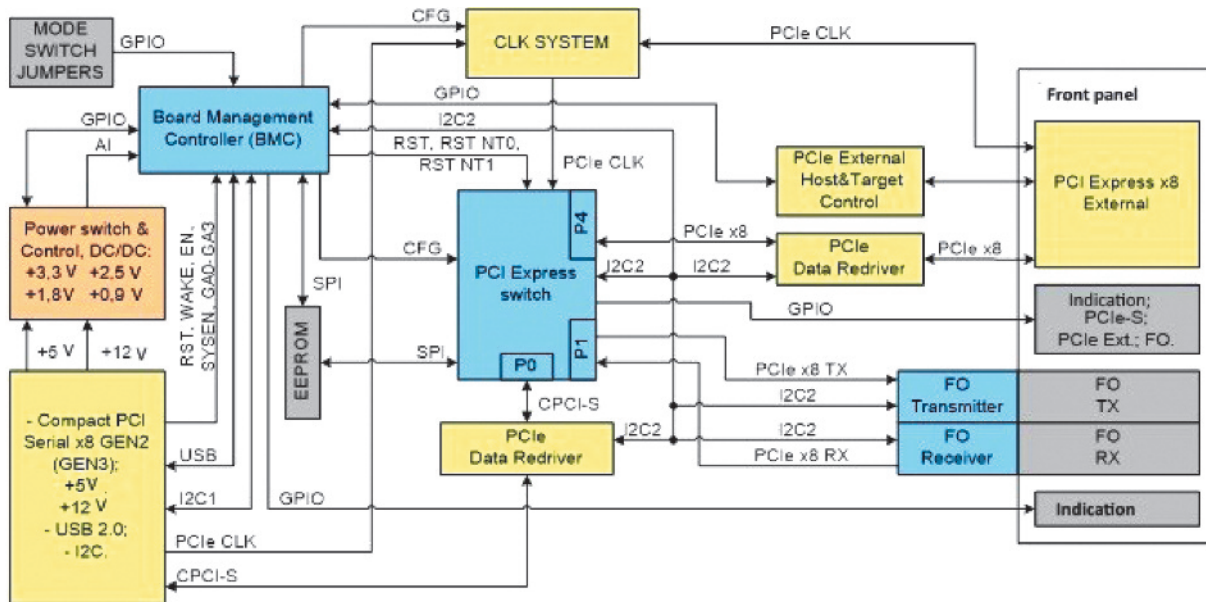 MODE
SWITCH
JUMPERS
GPIO
CFG
CLK SYSTEM
PCIe CLK
Front panel
Board Management
Controller (BMC)
GPIO
AI
GPIO
I2C2
RST, RST NT0,
RST NT1
PCIe CLK
PCIe External
Host&Target
Control
PCI Express x8
External
Power switch &
Control, DC/DC:
+3,3 V +2,5 V
+1,8V +0,9 V
RST, WAKE, EN,
SYSEN, GA0-GA3
SPI
CFG
PCI Express
switch
P4
P1
P0
PCIe x8
PCIe
Data Redriver
PCIe x8
I2C2
I2C2
GPIO
Indication;
PCIe-S;
PCIe Ext.; FO.
+5 V
+12 V
EEPROM
SPI
PCIe x8 TX
I2C2
FO
Transmitter
FO
TX
CPCI-S
PCIe
Data Redriver
I2C2
I2C2
PCIe x8 RX
FO
Receiver
FO
RX
- Compact PCI
Serial x8 GEN2
(GEN3);
+5V,
+12 V
- USB 2.0;
- I2C.
USB
I2C1
GPIO
Indication
PCIe CLK
CPCI-S